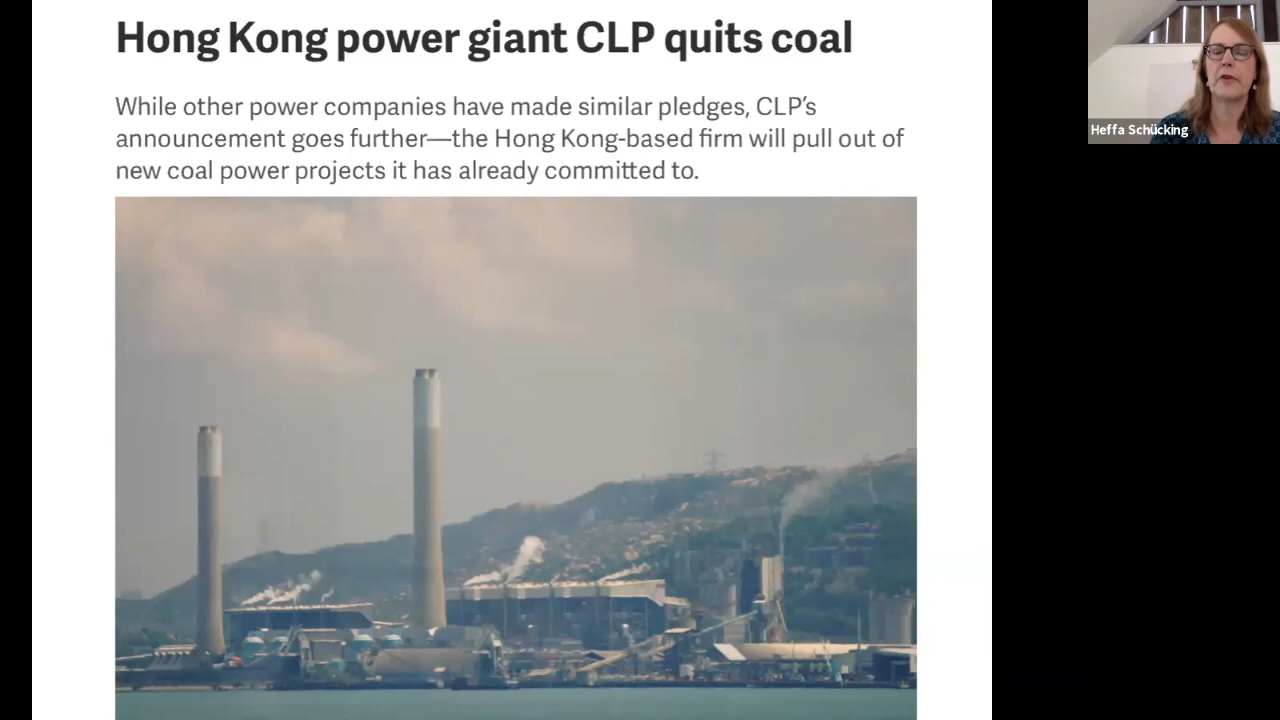 Hong Kong power giant CLP quits coal
While other power companies have made similar pledges, CLP's
announcement goes further—the Hong Kong-based firm will pull out of
new coal power projects it has already committed to.
Heffa Schücking